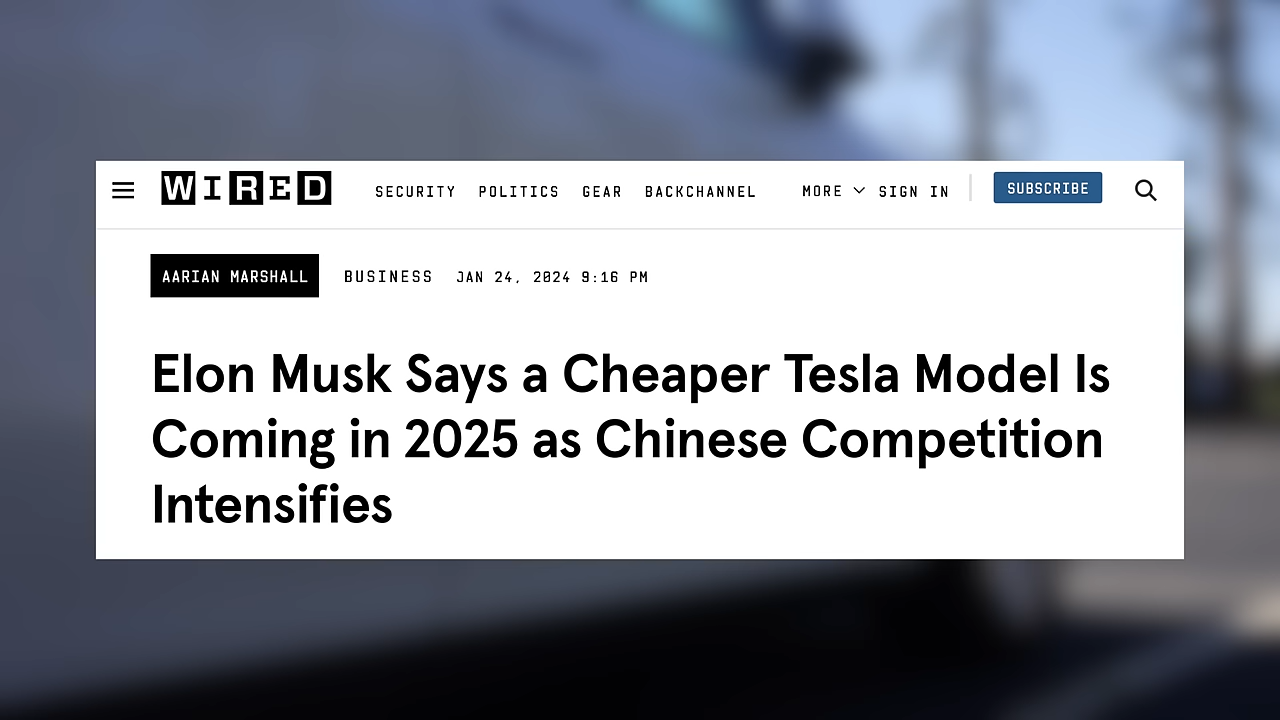 WIRED SECURITY POLITICS GEAR BACKCHANNEL MORE SIGN IN SUBSCRIBE
AARIAN MARSHALL BUSINESS JAN 24, 2024 9:16 PM
Elon Musk Says a Cheaper Tesla Model Is
Coming in 2025 as Chinese Competition
Intensifies